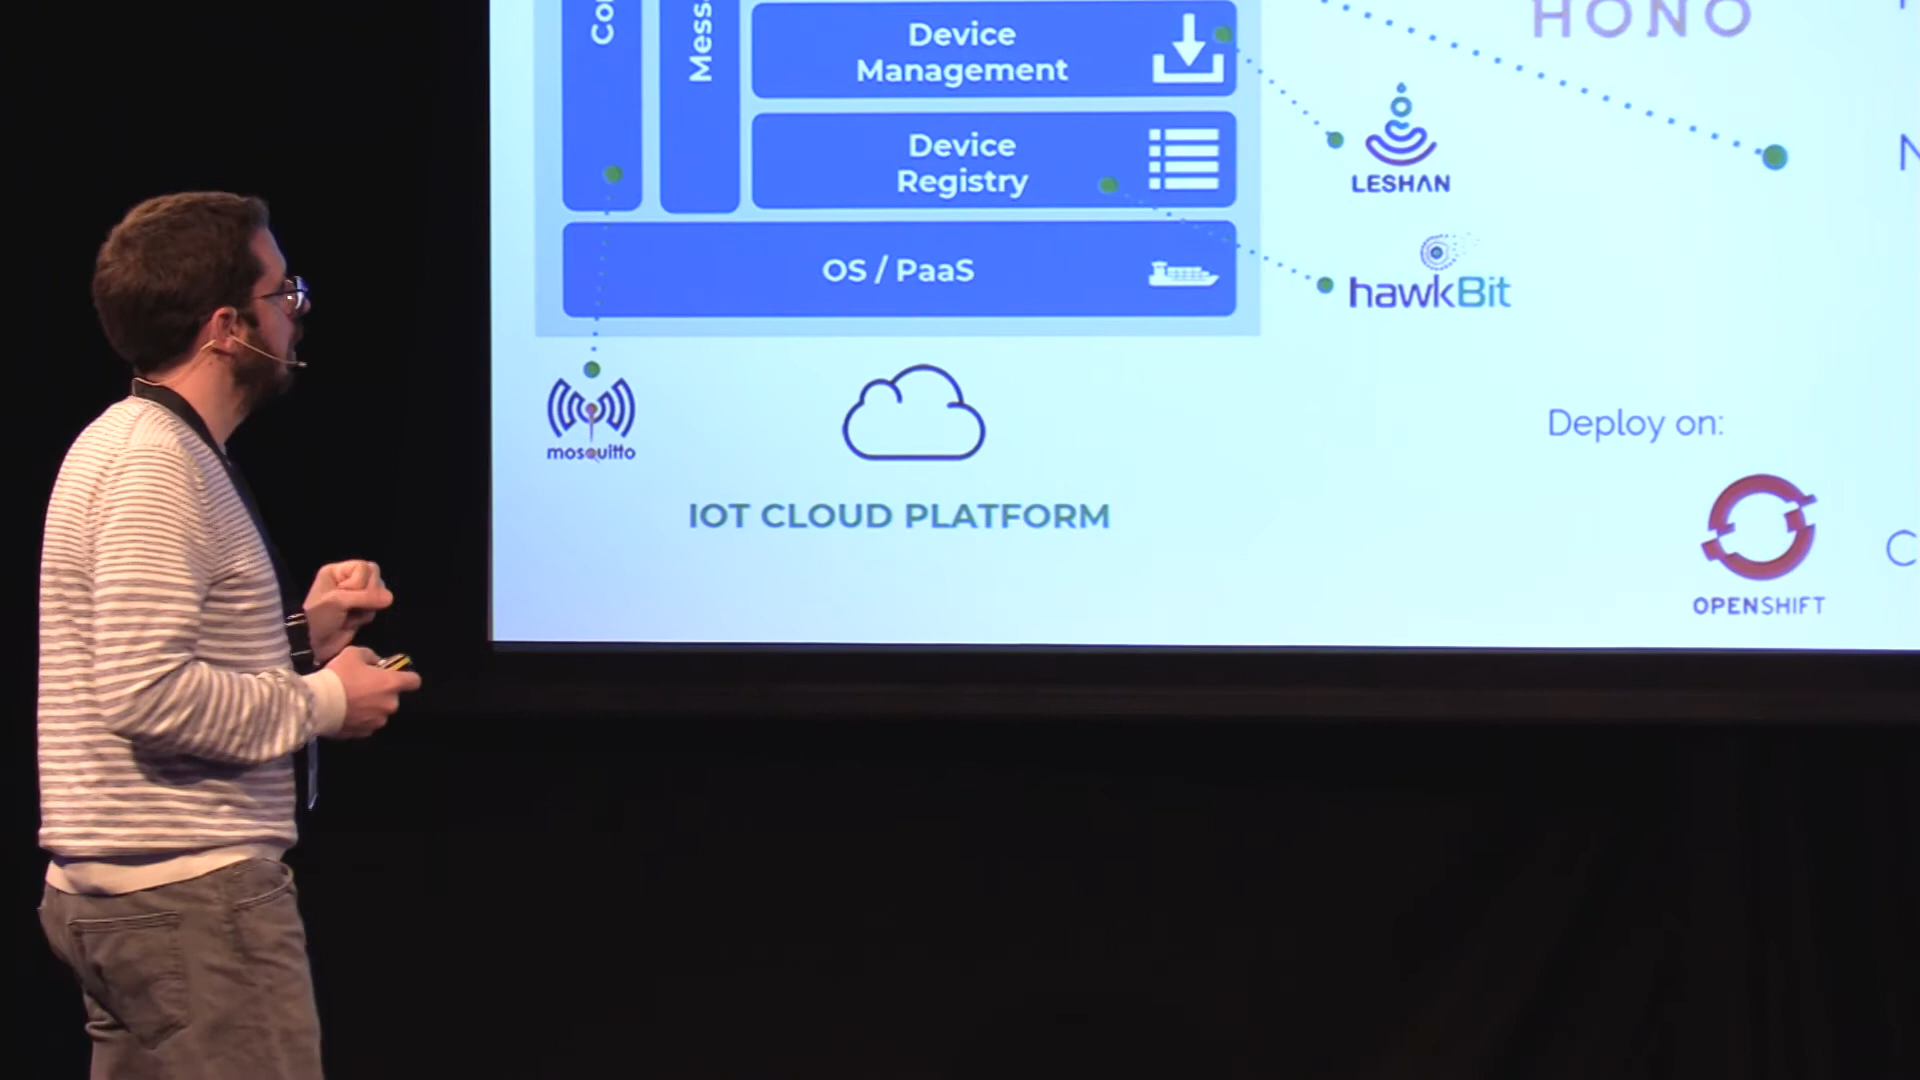 HONO
Device
Management
Device
Registry
LESHAN
OS / PaaS
hawkBit
mosquitto
IOT CLOUD PLATFORM
Deploy on:
OPENSHIFT